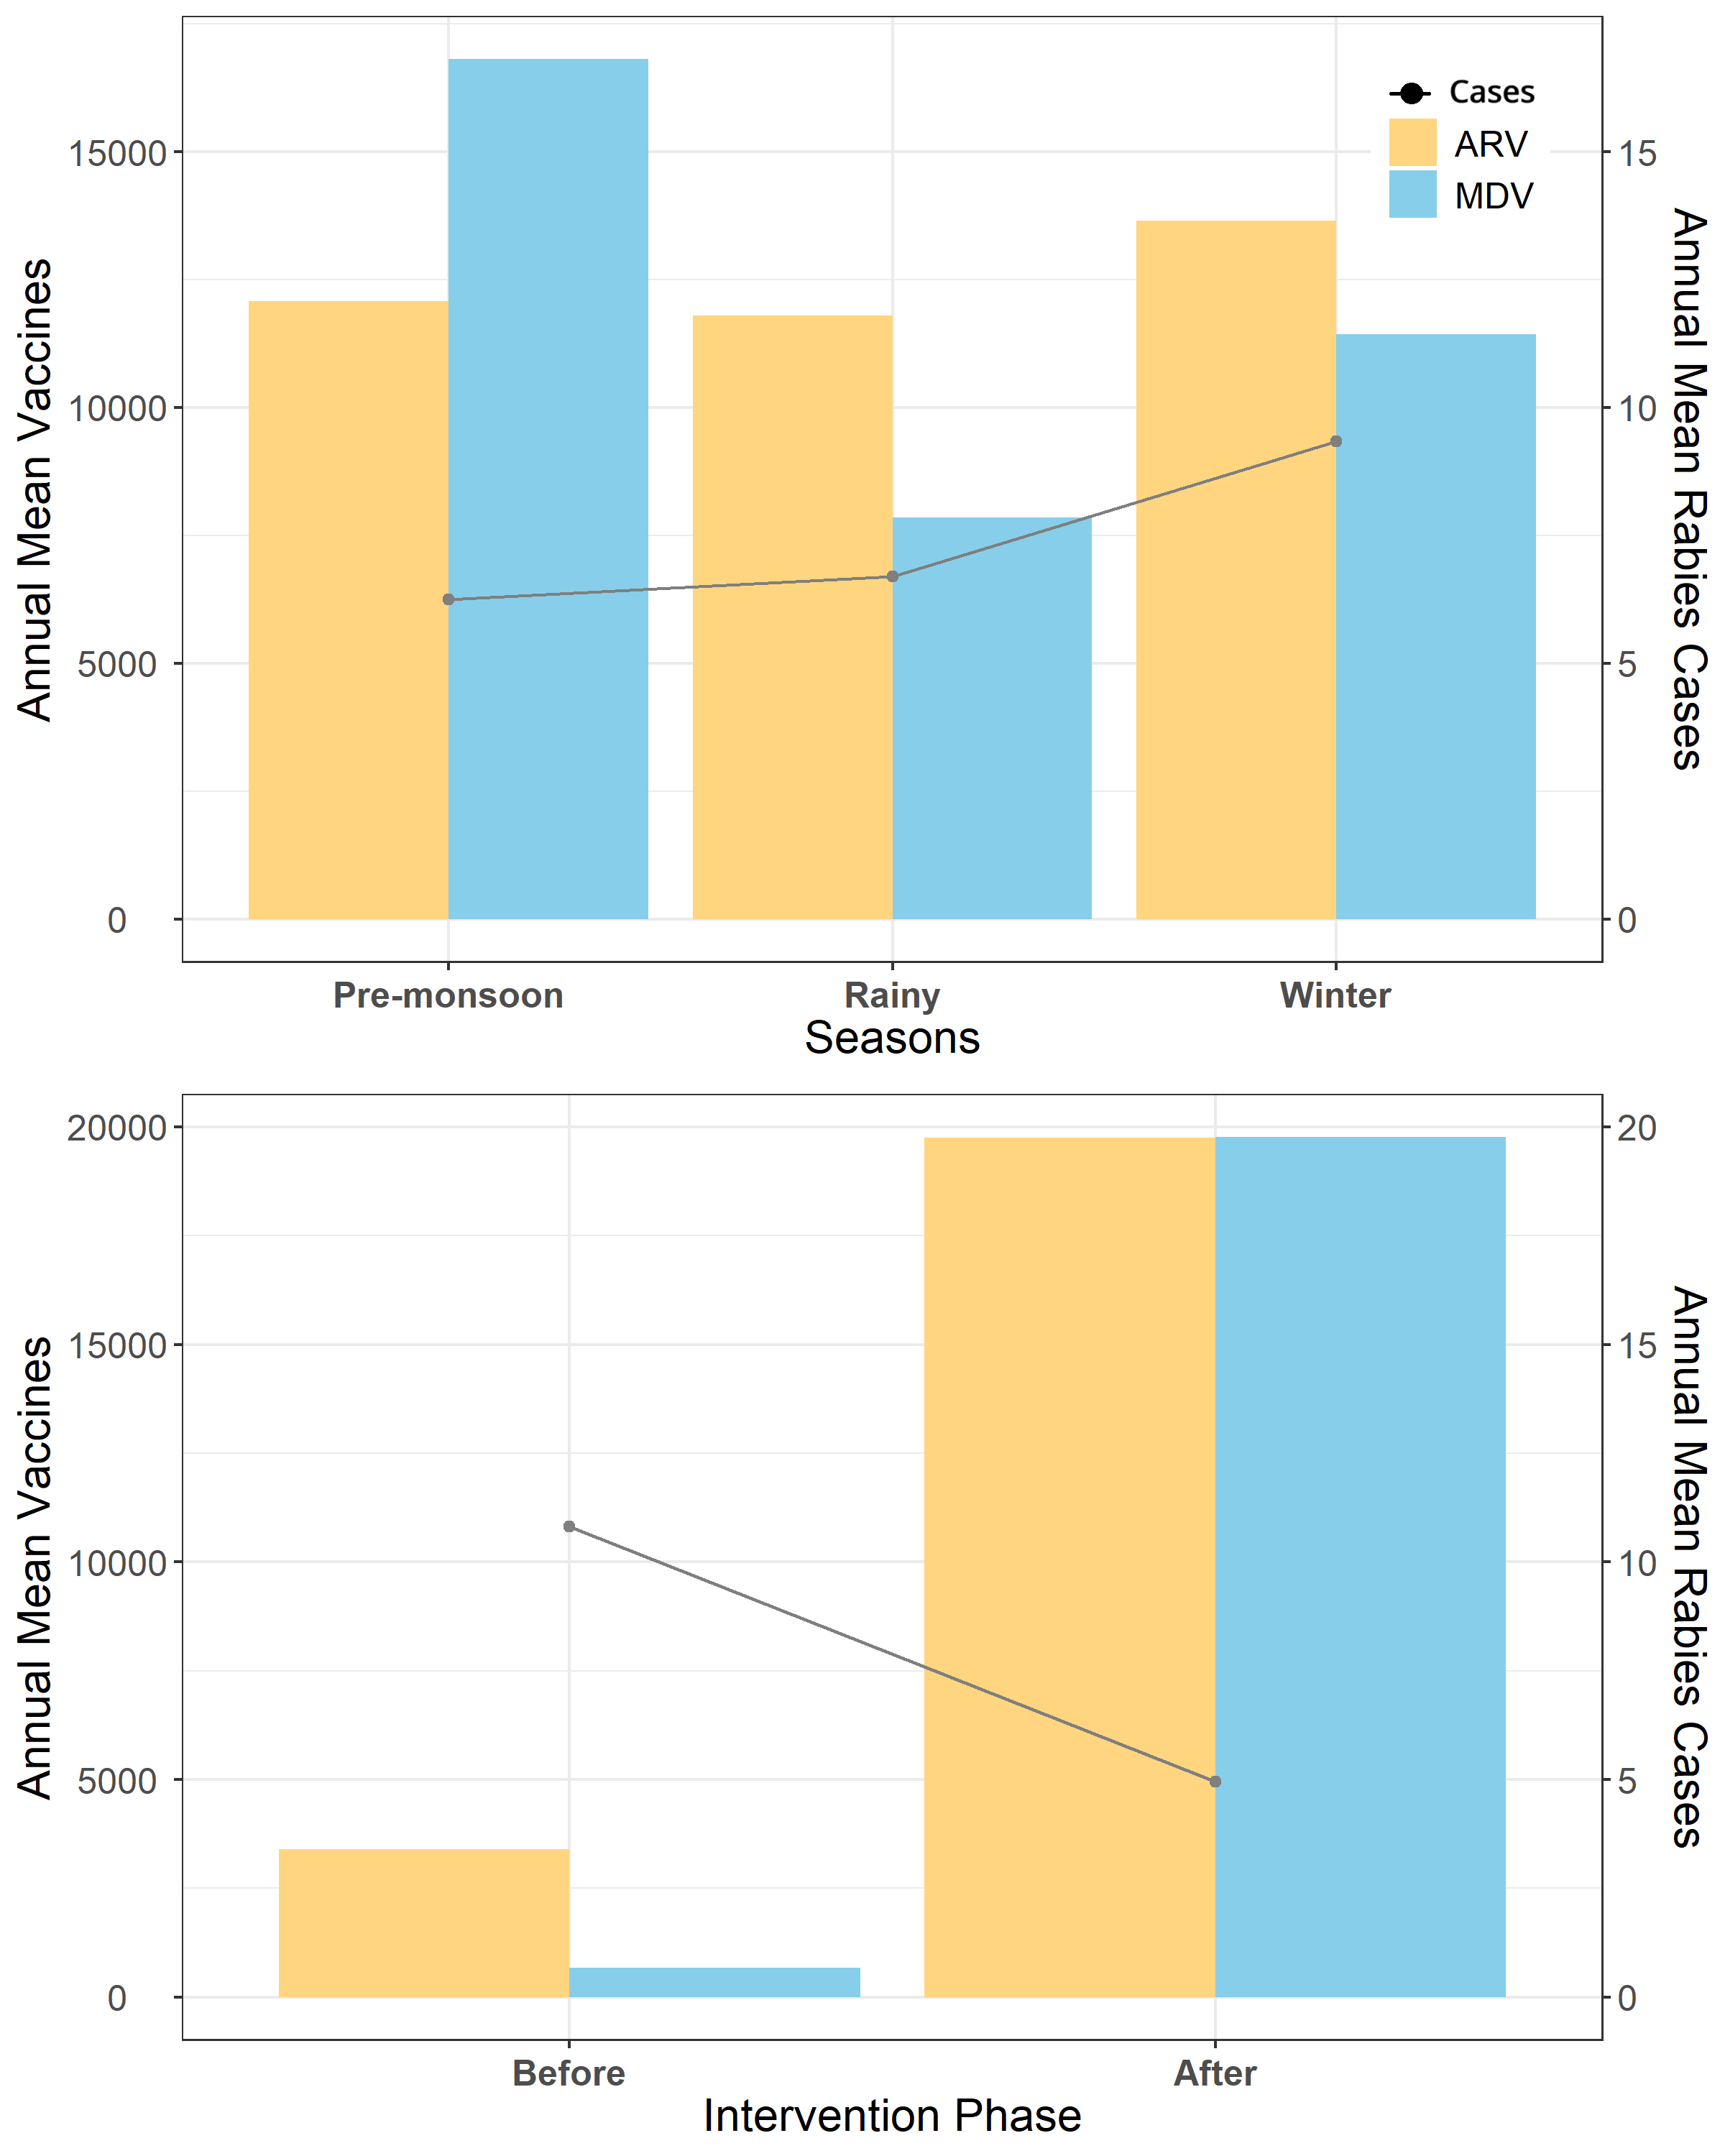 Annual Mean Vaccines
15000
10000
5000
0
Cases
ARV
MDV
15
10
5
0
Annual Mean Rabies Cases
Pre-monsoon Rainy Winter
Seasons
Annual Mean Vaccines
20000
15000
10000
5000
0
20
15
10
5
0
Annual Mean Rabies Cases
Before After
Intervention Phase